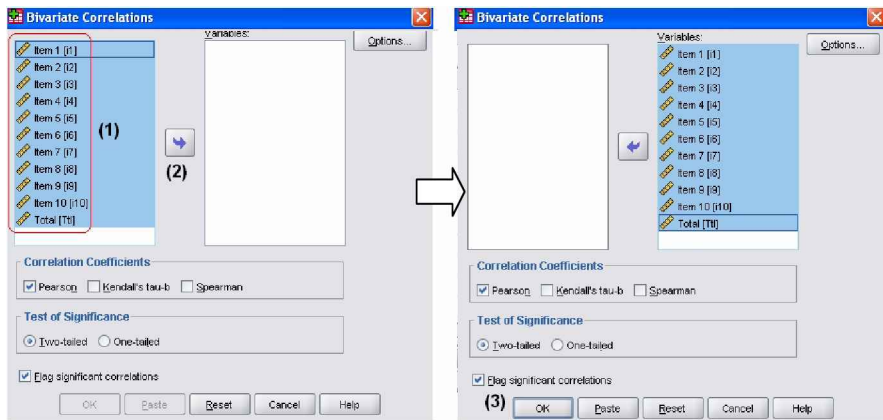 Bivariate Correlations
Variables:
Options...
Item 1 [i1]
Item 2 [i2]
Item 3 [i3]
Item 4 [i4]
Item 5 [i5]
Item 6 [i6]
Item 7 [i7]
Item 8 [i8]
Item 9 [i9]
Item 10 [i10]
Total [Ttl]
(1)
(2)
Correlation Coefficients
Pearson Kendall's tau-b Spearman
Test of Significance
Two-tailed One-tailed
Flag significant correlations
OK Paste Reset Cancel Help
Bivariate Correlations
Variables:
Options...
Item 1 [i1]
Item 2 [i2]
Item 3 [i3]
Item 4 [i4]
Item 5 [i5]
Item 6 [i6]
Item 7 [i7]
Item 8 [i8]
Item 9 [i9]
Item 10 [i10]
Total [Ttl]
Correlation Coefficients
Pearson Kendall's tau-b Spearman
Test of Significance
Two-tailed One-tailed
Flag significant correlations
(3) OK Paste Reset Cancel Help